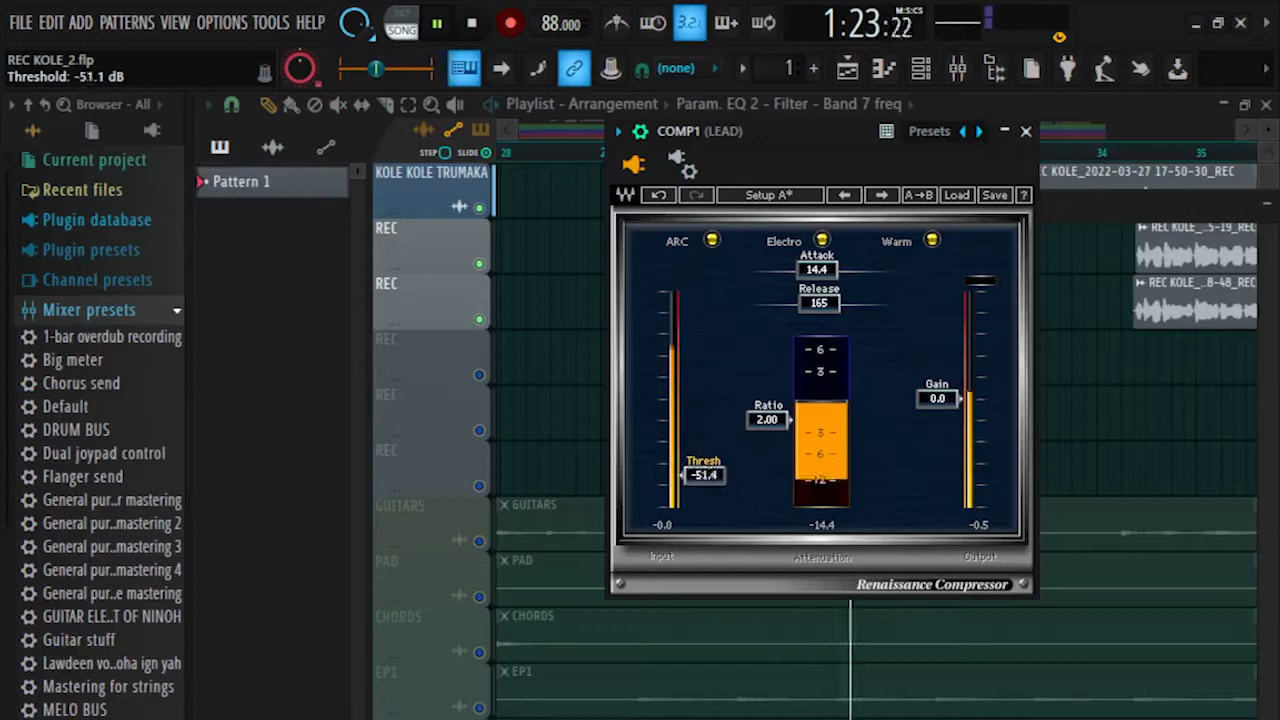 FILE EDIT ADD PATTERNS VIEW OPTIONS TOOLS HELP
SONG
88.000
3.2
1:23:22
M:S:CS
REC KOLE_2.flp
Threshold: -51.1 dB
(none)
1
Browser - All
Playlist - Arrangement
Param. EQ 2 - Filter - Band 7 freq
Current project
Recent files
Plugin database
Plugin presets
Channel presets
Mixer presets
1-bar overdub recording
Big meter
Chorus send
Default
DRUM BUS
Dual joypad control
Flanger send
General pur..r mastering
General pur...mastering 2
General pur...mastering 3
General pur...mastering 4
General pur..e mastering
GUITAR ELE..T OF NINOH
Guitar stuff
Lawdeen vo..oha ign yah
Mastering for strings
MELO BUS
Pattern 1
STEP SLIDE
28
34
35
KOLE KOLE TRUMAKA
REC
REC
REC
REC
REC
GUITARS
PAD
CHORDS
EP1
GUITARS
PAD
CHORDS
EP1
KOLE_2022-03-27 17-50-30_REC
REC KOLE_...5-19_REC
REC KOLE_...8-48_REC
COMP1 (LEAD)
Presets
Setup A*
A→B
Load
Save
?
ARC
Electro
Warm
Attack
14.4
Release
165
6
3
Gain
0.0
Ratio
2.00
3
6
12
Thresh
-51.4
-0.0
-14.4
-0.5
Input
Attenuation
Output
Renaissance Compressor